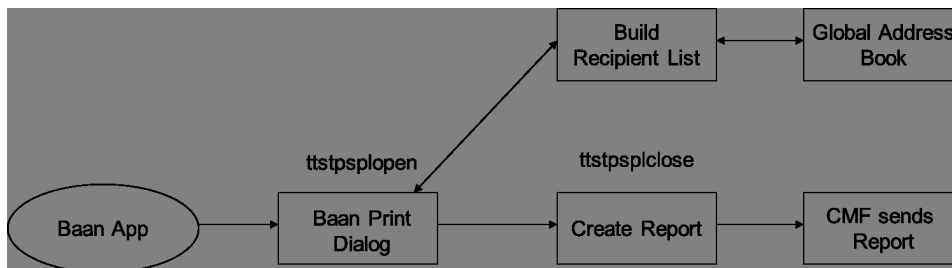 Build
Recipient List
Global Address
Book
ttstpsplopen
ttstpsplclose
Baan App
Baan Print
Dialog
Create Report
CMF sends
Report